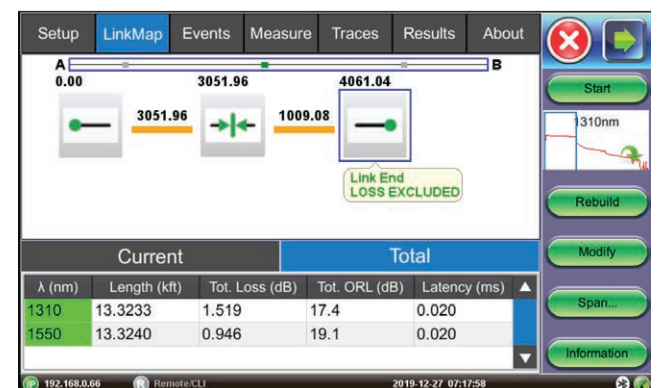 Setup LinkMap Events Measure Traces Results About
A B
0.00 3051.96 4061.04
3051.96 1009.08
Link End
LOSS EXCLUDED
Current Total
λ (nm) Length (kft) Tot. Loss (dB) Tot. ORL (dB) Latency (ms)
1310 13.3233 1.519 17.4 0.020
1550 13.3240 0.946 19.1 0.020
Start
1310nm
Rebuild
Modify
Span...
Information
IP 192.168.0.66 R Remote/CLI 2019-12-27 07:17:58